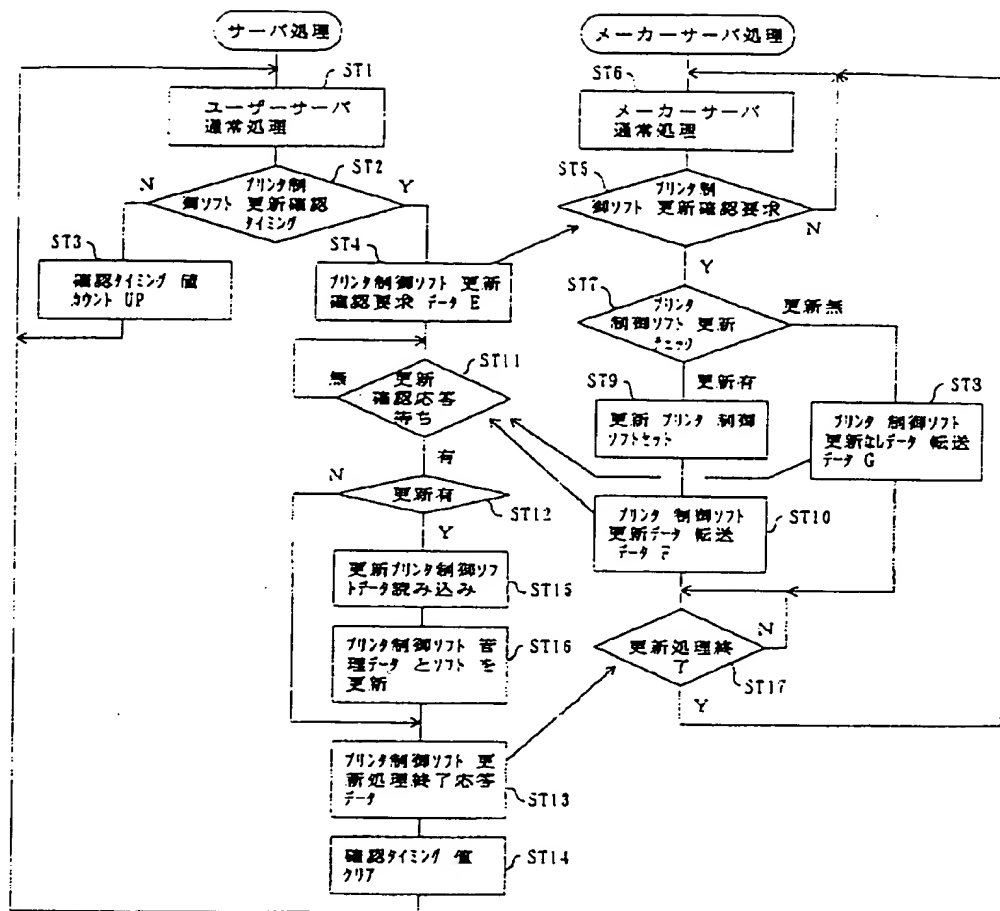 サーバ処理
ST1
ユーザーサーバ
通常処理
ST2
プリンタ制
御ソフト 更新確認
タイミング
N
Y
ST3
確認タイミング 値
カウント UP
ST4
プリンタ制御ソフト 更新
確認要求 データ E
ST11
無
更新
確認応答
待ち
有
N
更新有
ST12
Y
更新プリンタ制御ソフ
トデータ読み込み
ST15
プリンタ制御ソフト 管
理データ とソフト を
更新
ST16
プリンタ制御ソフト 更
新処理終了応答
データ
ST13
確認タイミング 値
クリア
ST14
メーカーサーバ処理
ST6
メーカーサーバ
通常処理
ST5
プリンタ制
御ソフト 更新確認要求
N
Y
ST7
プリンタ
制御ソフト 更新
チェック
更新無
更新有
ST9
更新 プリンタ 制御
ソフトセット
ST8
プリンタ 制御ソフト
更新なしデータ 転送
データ G
プリンタ 制御ソフト
更新データ 転送
データ F
ST10
更新処理終
了
N
ST17
Y